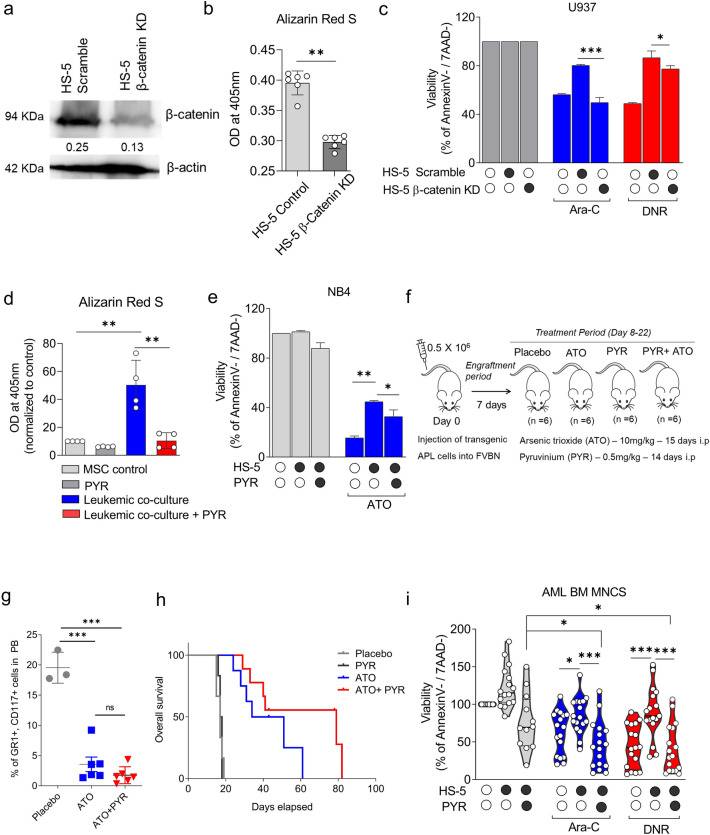 a
HS-5
Scramble
HS-5
β-catenin KD
94 KDa
β-catenin
0.25
0.13
42 KDa
β-actin
b
Alizarin Red S
OD at 405nm
0.40
0.35
0.30
0.25
**
HS-5 Control
HS-5 β-Catenin KD
c
U937
Viability
(% of AnnexinV- / 7AAD-)
120
100
80
60
40
20
0
***
*
HS-5 Scramble
HS-5 β-catenin KD
Ara-C
DNR
d
Alizarin Red S
OD at 405nm
(normalized to control)
80
60
40
20
0
**
**
MSC control
PYR
Leukemic co-culture
Leukemic co-culture + PYR
e
NB4
Viability
(% of AnnexinV- / 7AAD-)
120
80
40
0
**
*
HS-5
PYR
ATO
f
0.5 X 10⁶
Engraftment
period
7 days
Day 0
Treatment Period (Day 8-22)
Placebo
ATO
PYR
PYR+ ATO
(n =6)
(n =6)
(n =6)
(n =6)
Injection of transgenic
APL cells into FVBN
Arsenic trioxide (ATO) – 10mg/kg – 15 days i.p
Pyruvinium (PYR) – 0.5mg/kg – 14 days i.p
g
% of GR1+, CD117+ cells in PB
25
20
15
10
5
0
***
***
ns
Placebo
ATO
ATO+PYR
h
Overall survival
100
50
0
0
20
40
60
80
100
Days elapsed
Placebo
PYR
ATO
ATO+ PYR
i
AML BM MNCS
Viability
(% of AnnexinV- / 7AAD-)
200
150
100
50
0
*
*
*
***
***
***
HS-5
PYR
Ara-C
DNR